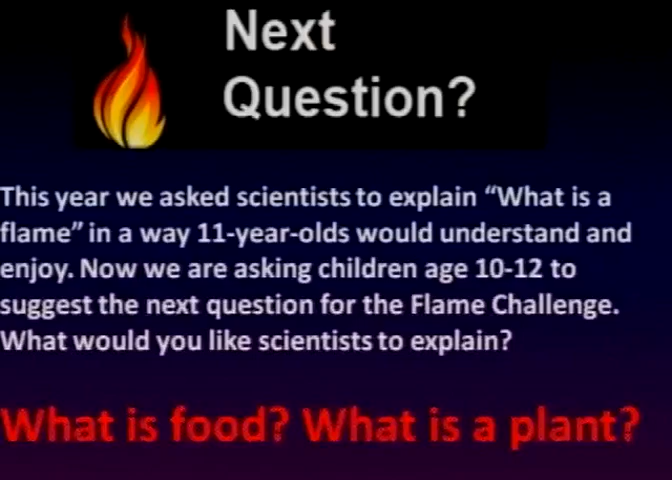 Next
Question?
This year we asked scientists to explain “What is a
flame” in a way 11-year-olds would understand and
enjoy. Now we are asking children age 10-12 to
suggest the next question for the Flame Challenge.
What would you like scientists to explain?
What is food? What is a plant?